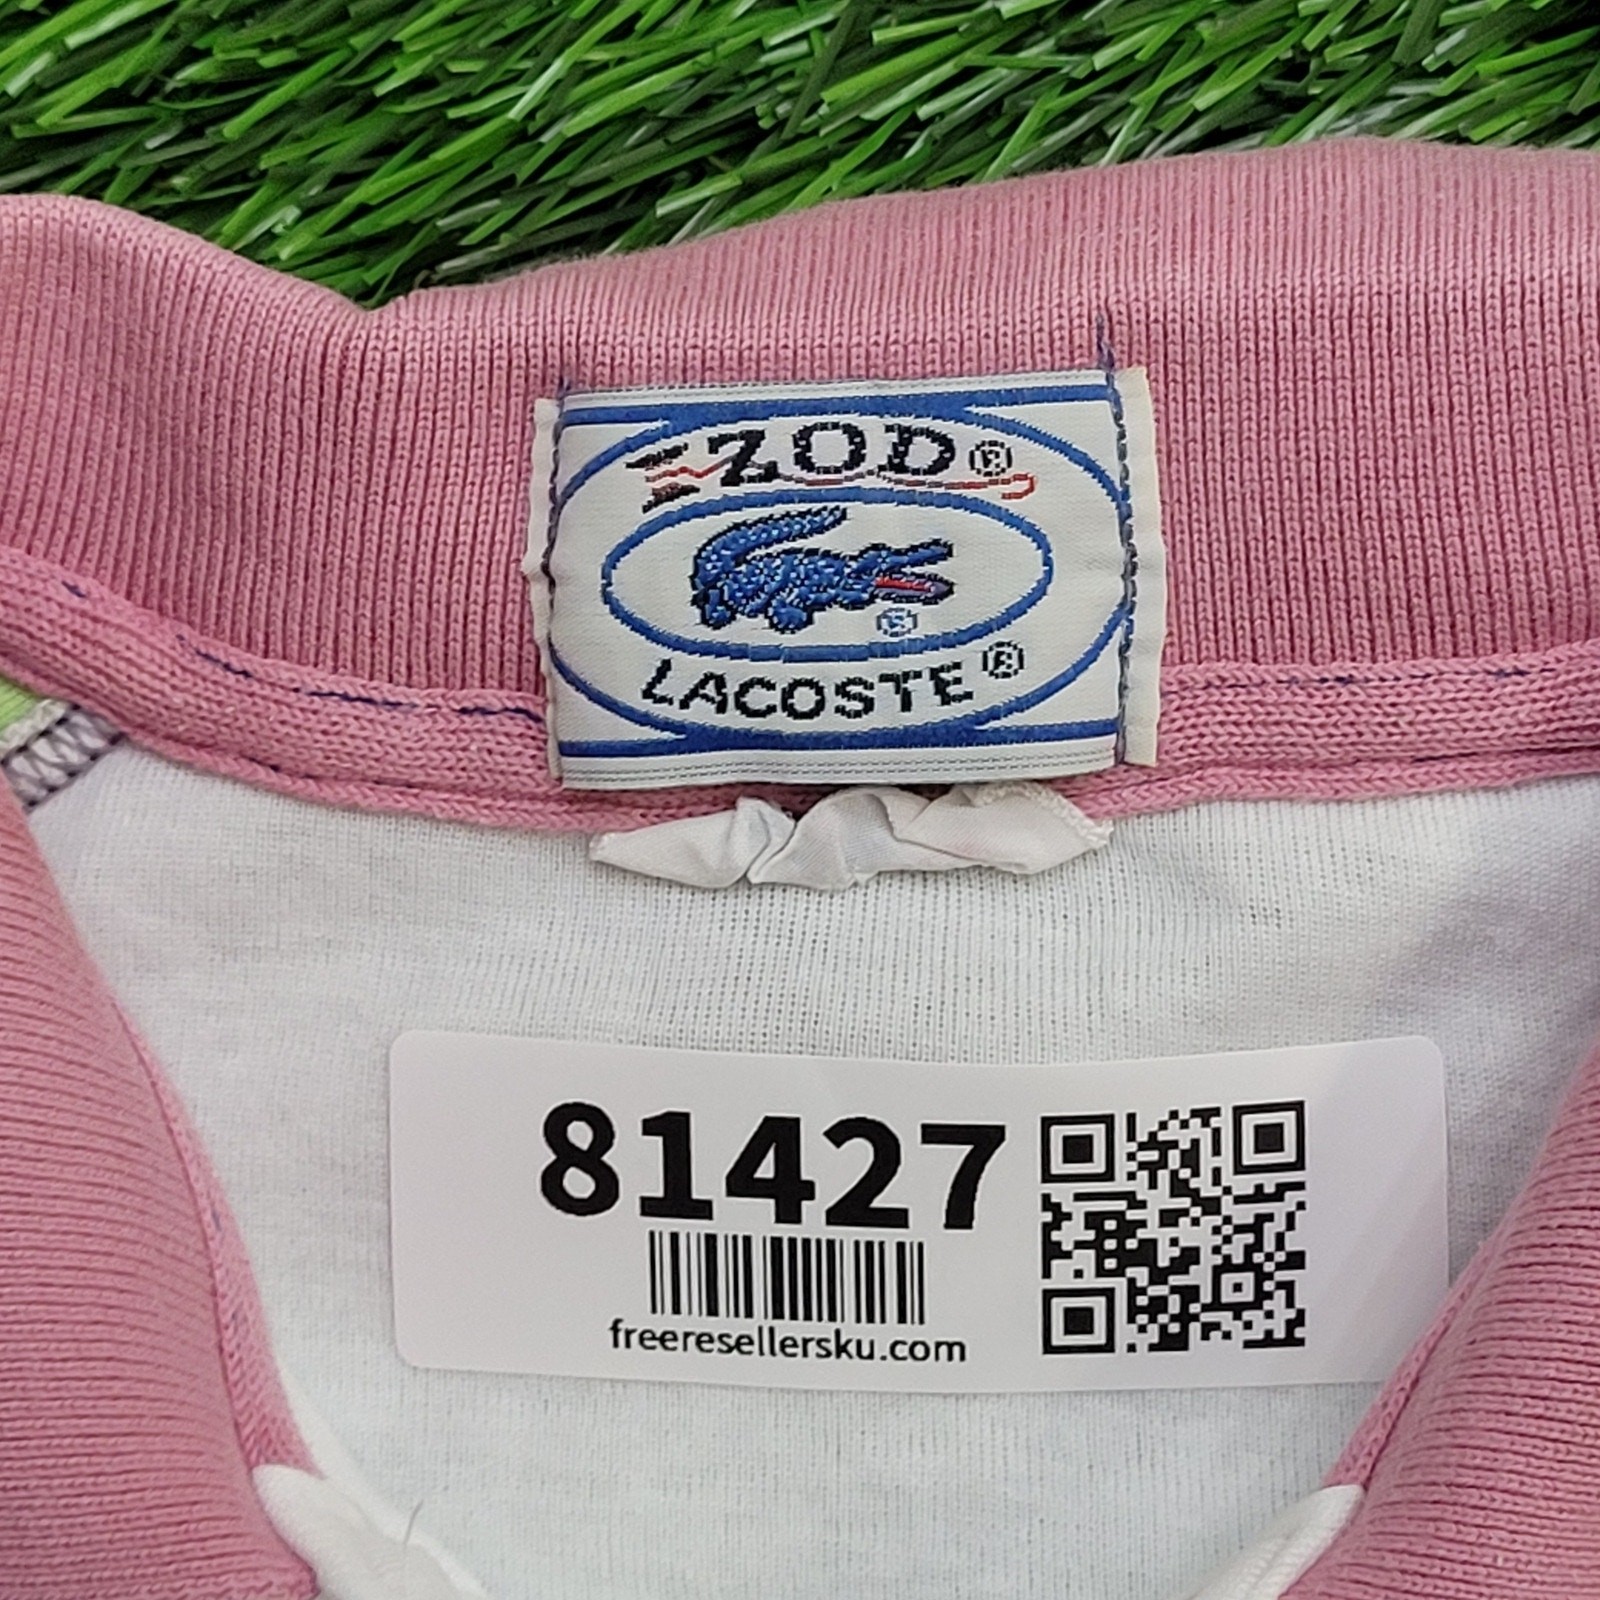 IZOD®
®
LACOSTE®
81427
freeresellersku.com